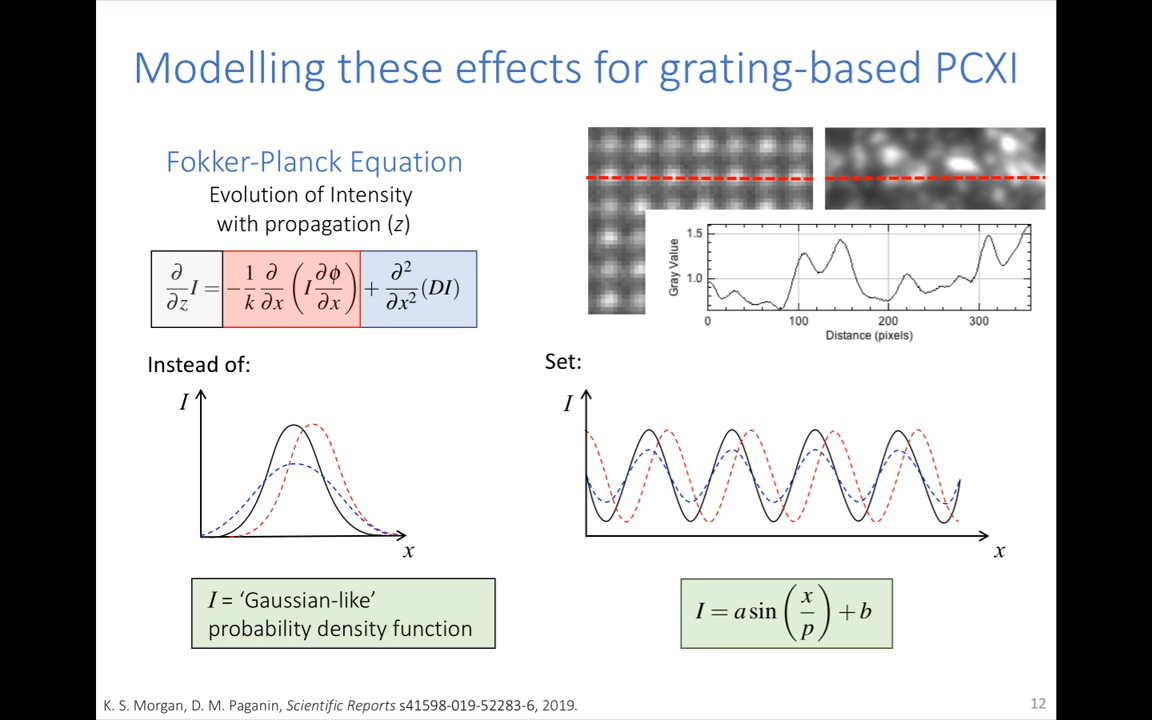 Modelling these effects for grating-based PCXI
Fokker-Planck Equation
Evolution of Intensity
with propagation (z)
∂/∂z I = −1/k ∂/∂x (I ∂ϕ/∂x) + ∂²/∂x² (DI)
Gray Value
1.5
1.0
0 100 200 300
Distance (pixels)
Instead of:
I
x
Set:
I
x
I = ‘Gaussian-like’
probability density function
I = a sin (x/p) + b
K. S. Morgan, D. M. Paganin, Scientific Reports s41598-019-52283-6, 2019.
12